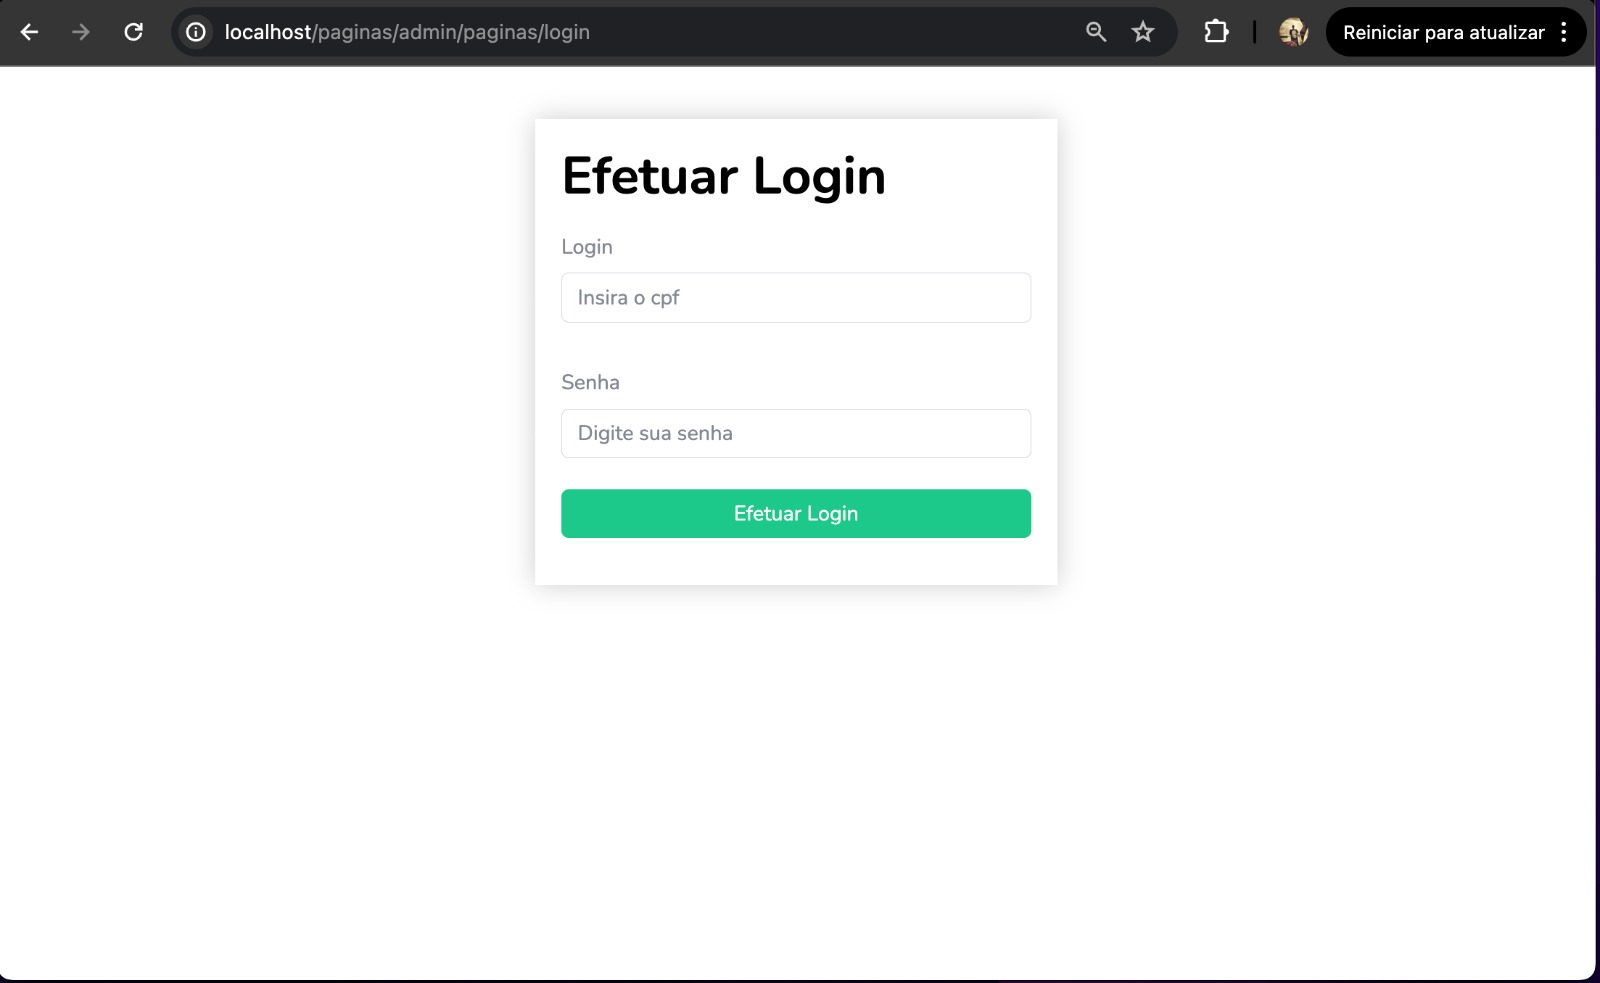 localhost/paginas/admin/paginas/login
Reiniciar para atualizar
Efetuar Login
Login
Insira o cpf
Senha
Digite sua senha
Efetuar Login